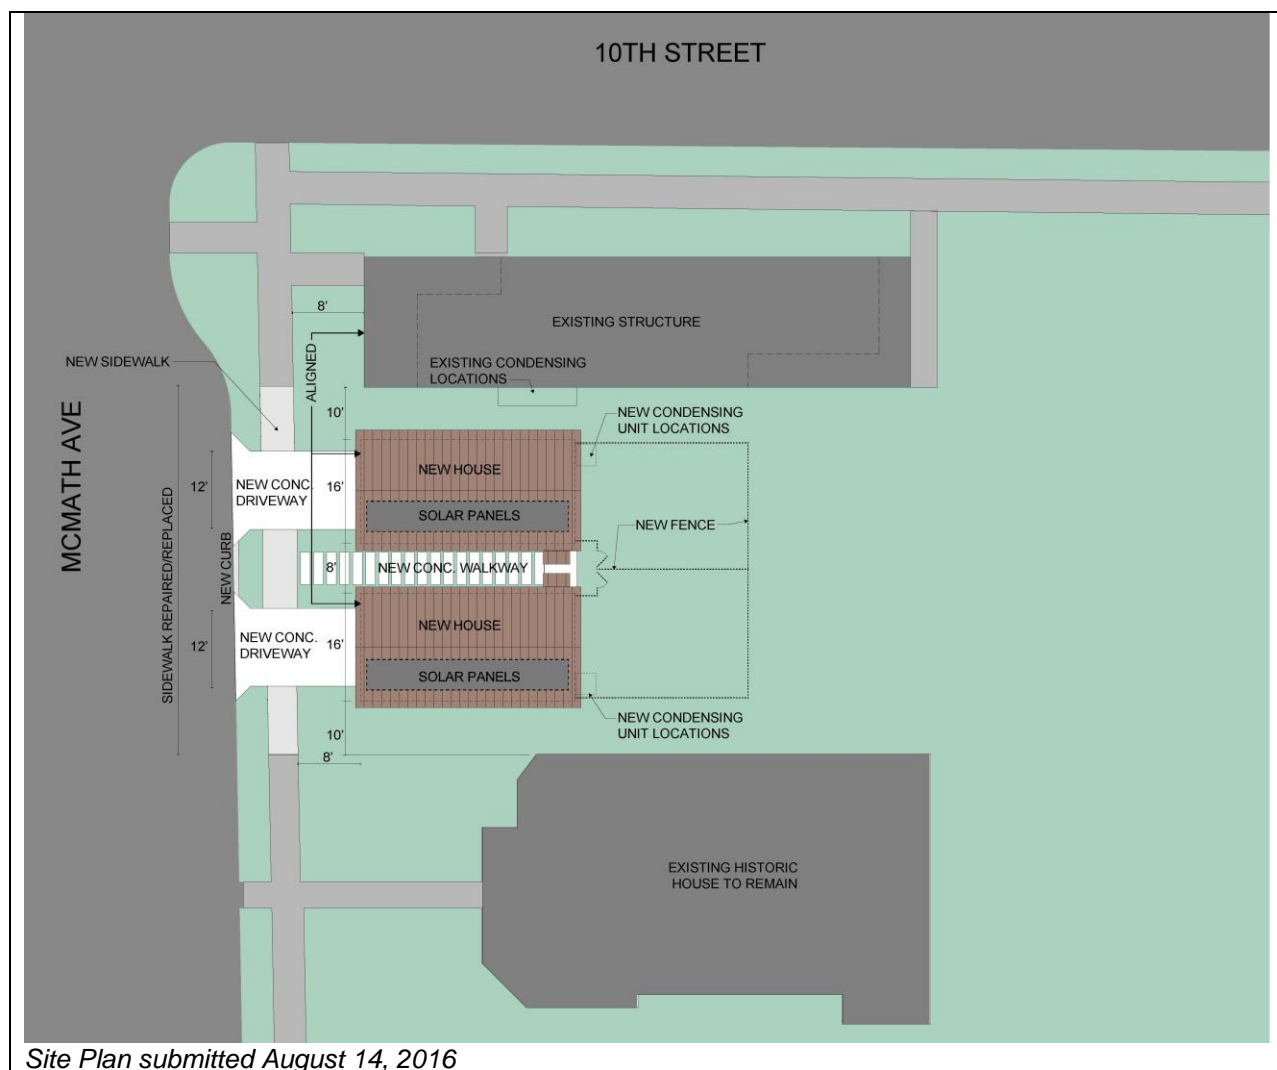 10TH STREET
8'
EXISTING STRUCTURE
NEW SIDEWALK
ALIGNED
EXISTING CONDENSING
LOCATIONS
10'
NEW CONDENSING
UNIT LOCATIONS
MCMATH AVE
SIDEWALK REPAIRED/REPLACED
12'
NEW CONC.
DRIVEWAY
16'
NEW HOUSE
SOLAR PANELS
NEW FENCE
NEW CURB
8'
NEW CONC. WALKWAY
12'
NEW CONC.
DRIVEWAY
16'
NEW HOUSE
SOLAR PANELS
NEW CONDENSING
UNIT LOCATIONS
10'
8'
EXISTING HISTORIC
HOUSE TO REMAIN
Site Plan submitted August 14, 2016